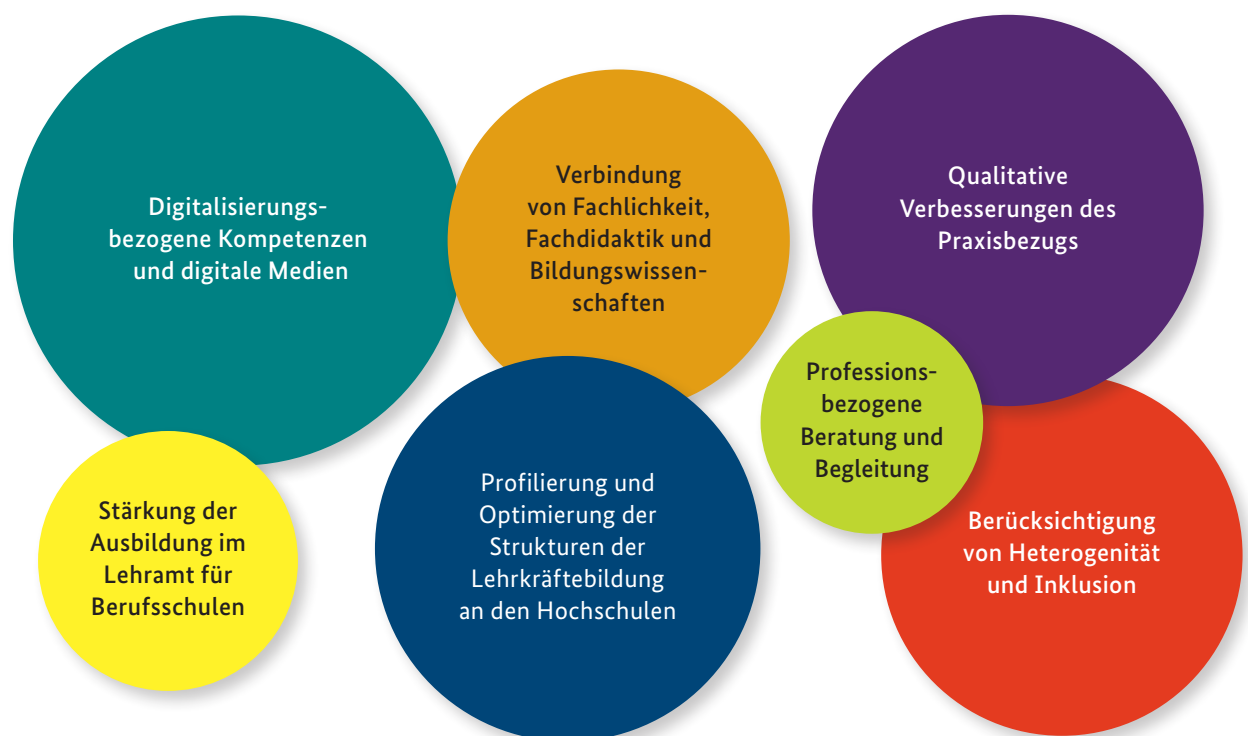 Digitalisierungs-
bezogene Kompetenzen
und digitale Medien
Verbindung
von Fachlichkeit,
Fachdidaktik und
Bildungswissen-
schaften
Qualitative
Verbesserungen des
Praxisbezugs
Stärkung der
Ausbildung im
Lehramt für
Berufsschulen
Profilierung und
Optimierung der
Strukturen der
Lehrkräftebildung
an den Hochschulen
Professions-
bezogene
Beratung und
Begleitung
Berücksichtigung
von Heterogenität
und Inklusion